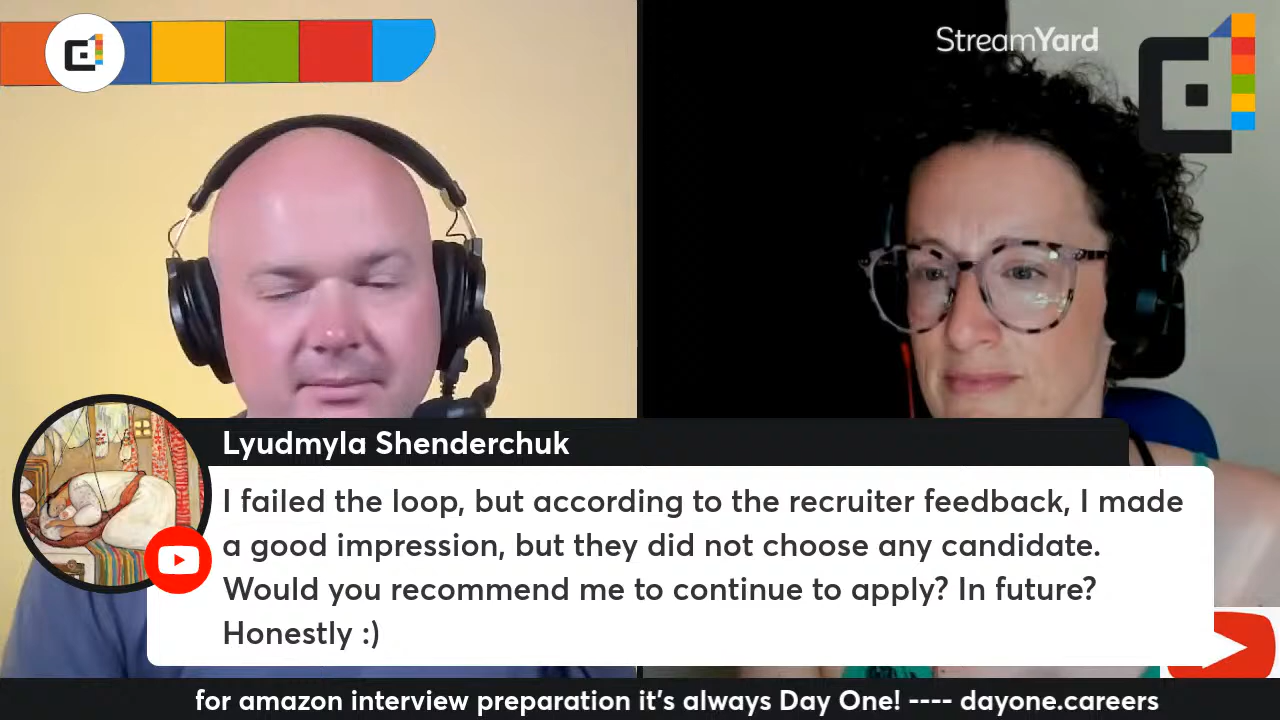 StreamYard
Lyudmyla Shenderchuk
I failed the loop, but according to the recruiter feedback, I made
a good impression, but they did not choose any candidate.
Would you recommend me to continue to apply? In future?
Honestly :)
for amazon interview preparation it's always Day One! ---- dayone.careers